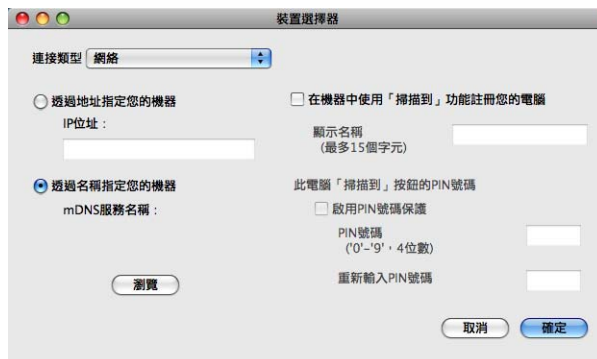 裝置選擇器
連接類型 網絡
透過地址指定您的機器
IP位址：
透過名稱指定您的機器
mDNS服務名稱：
瀏覽
在機器中使用「掃描到」功能註冊您的電腦
顯示名稱
(最多15個字元)
此電腦「掃描到」按鈕的PIN號碼
啟用PIN號碼保護
PIN號碼
('0'-'9'，4位數)
重新輸入PIN號碼
取消 確定